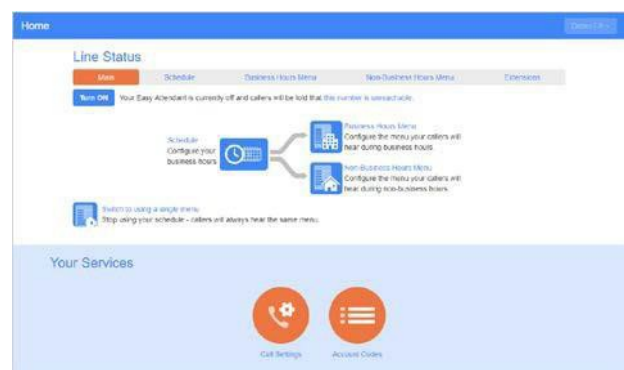 Home
Line Status
Main Schedule Business Hours Menu Non-Business Hours Menu Extensions
Turn ON Your Easy Attendant is currently off and callers will be told that this number is unreachable.
Schedule
Configure your
business hours
Business Hours Menu
Configure the menu your callers will
hear during business hours
Non-Business Hours Menu
Configure the menu your callers will
hear during non-business hours
Switch to using a single menu
Stop using your schedule - callers will always hear the same menu.
Your Services
Call Settings Account Codes